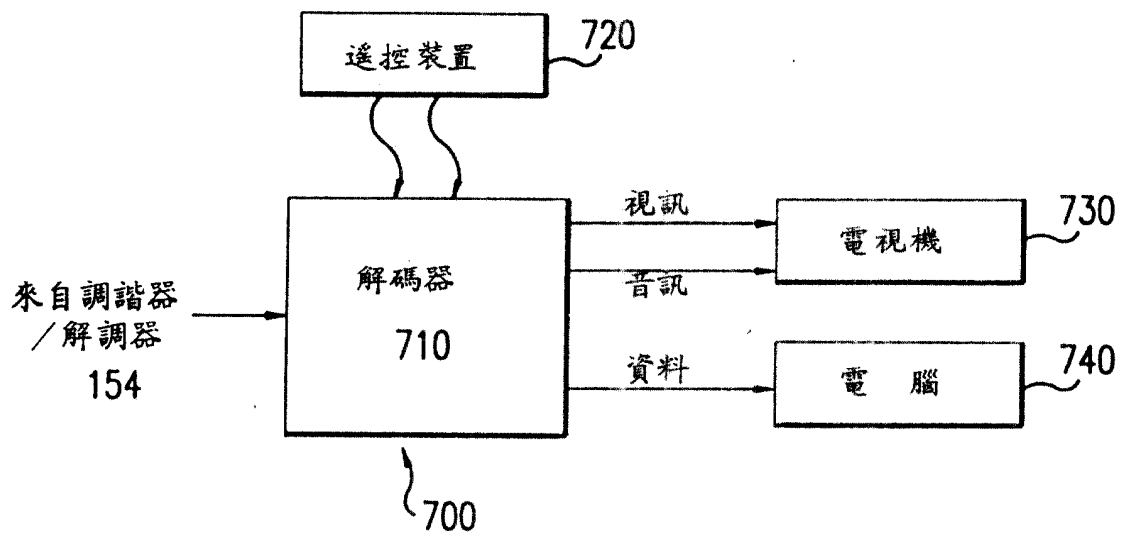 720
遙控裝置
視訊
730
電視機
解碼器
音訊
來自調諧器
/解調器
710
154
資料
740
電 腦
700